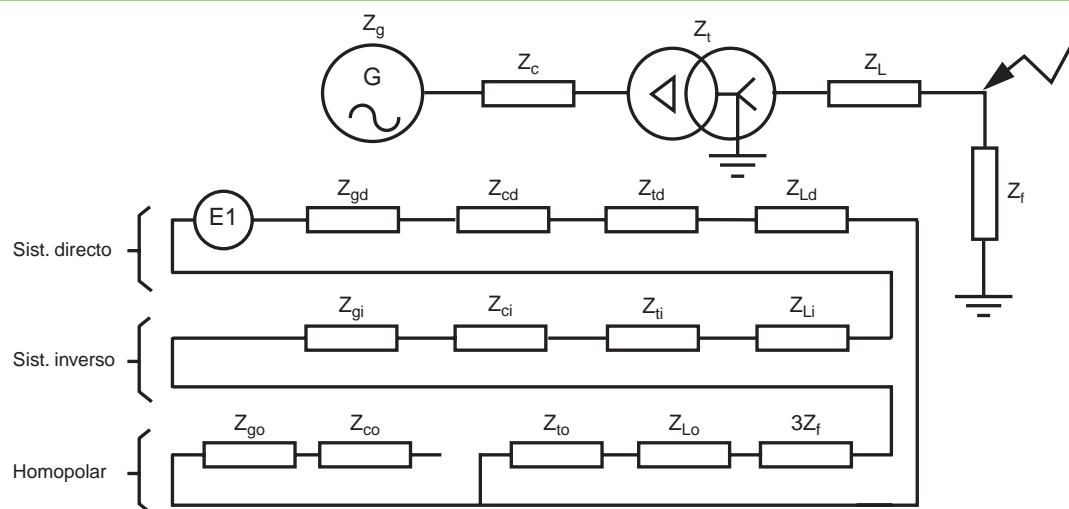 Z_g
Z_t
G
Z_c
Z_L
Z_f
Z_gd
Z_cd
Z_td
Z_Ld
E1
Sist. directo
Z_gi
Z_ci
Z_ti
Z_Li
Sist. inverso
Z_go
Z_co
Z_to
Z_Lo
3Z_f
Homopolar